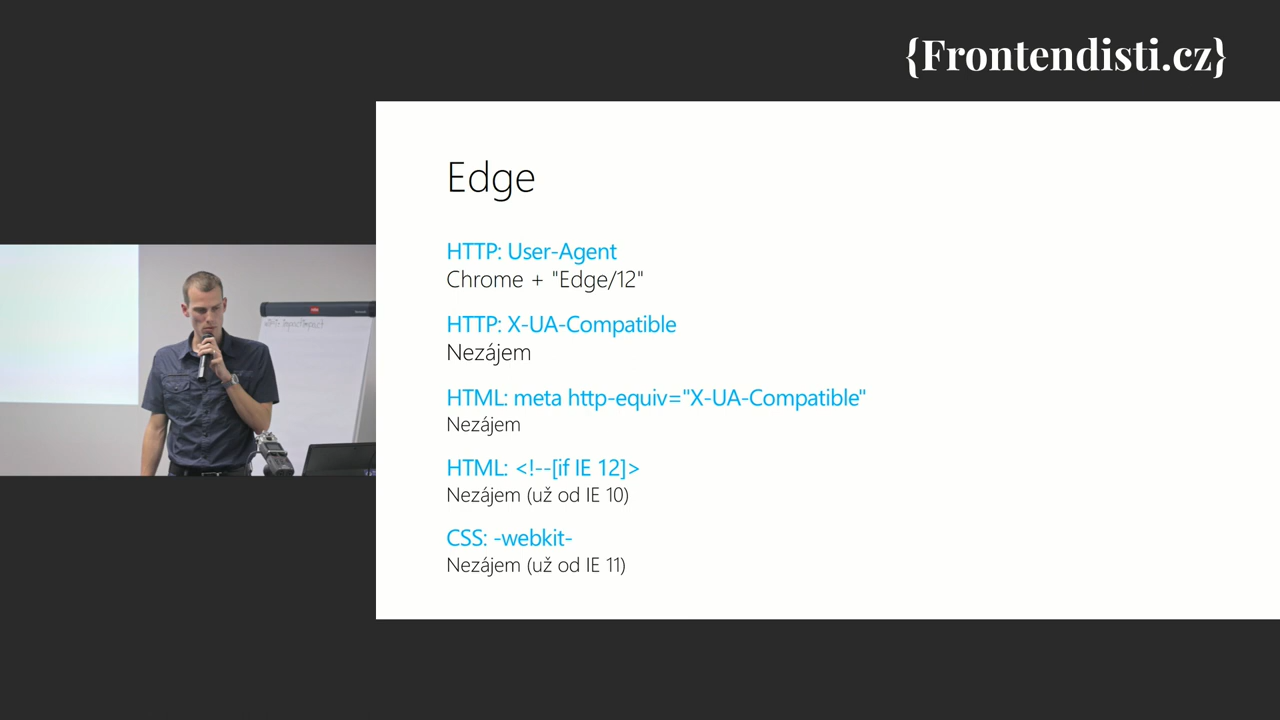 {Frontendisti.cz}
Edge
HTTP: User-Agent
Chrome + "Edge/12"
HTTP: X-UA-Compatible
Nezájem
HTML: meta http-equiv="X-UA-Compatible"
Nezájem
HTML: <!--[if IE 12]>
Nezájem (už od IE 10)
CSS: -webkit-
Nezájem (už od IE 11)